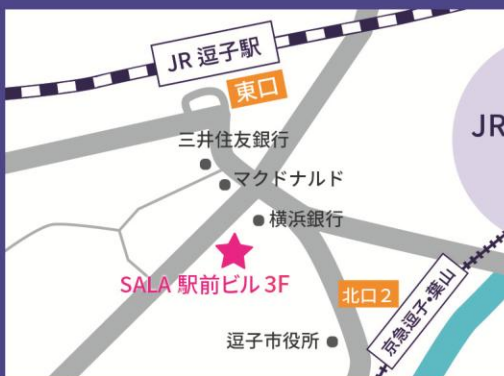 JR 逗子駅
東口
三井住友銀行
マクドナルド
横浜銀行
SALA 駅前ビル 3F
北口2
京急逗子・葉山
逗子市役所
JR